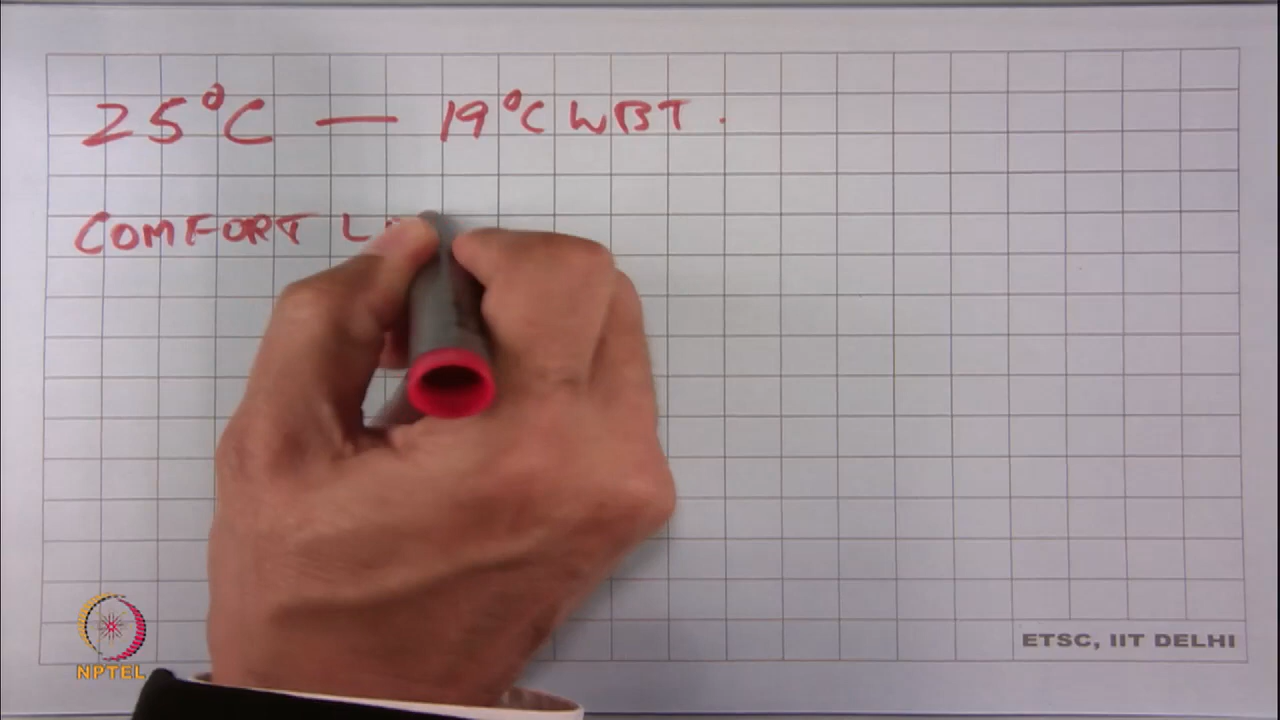 25°C — 19°C WBT.
COMFORT
NPTEL
ETSC, IIT DELHI